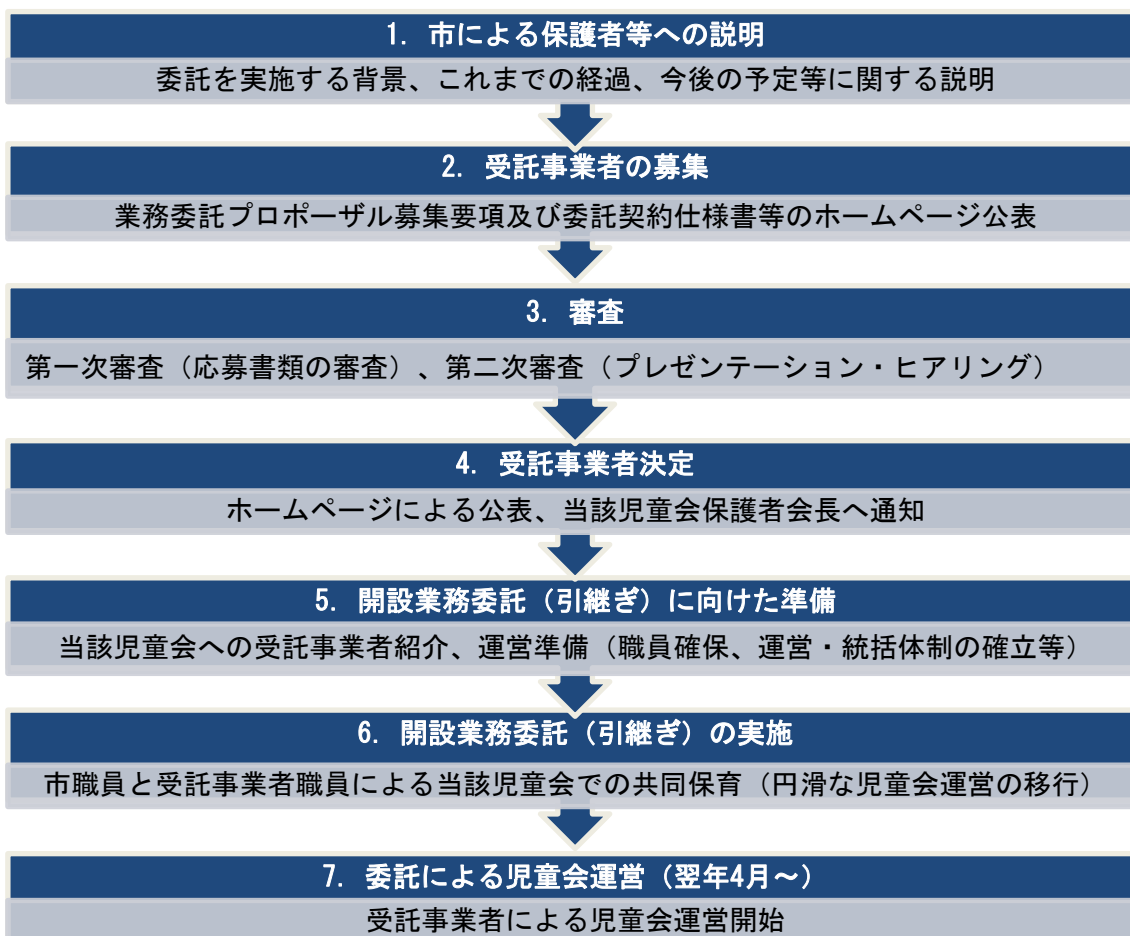 1. 市による保護者等への説明
委託を実施する背景、これまでの経過、今後の予定等に関する説明
2. 受託事業者の募集
業務委託プロポーザル募集要項及び委託契約仕様書等のホームページ公表
3. 審査
第一次審査（応募書類の審査）、第二次審査（プレゼンテーション・ヒアリング）
4. 受託事業者決定
ホームページによる公表、当該児童会保護者会長へ通知
5. 開設業務委託（引継ぎ）に向けた準備
当該児童会への受託事業者紹介、運営準備（職員確保、運営・統括体制の確立等）
6. 開設業務委託（引継ぎ）の実施
市職員と受託事業者職員による当該児童会での共同保育（円滑な児童会運営の移行）
7. 委託による児童会運営（翌年4月～）
受託事業者による児童会運営開始